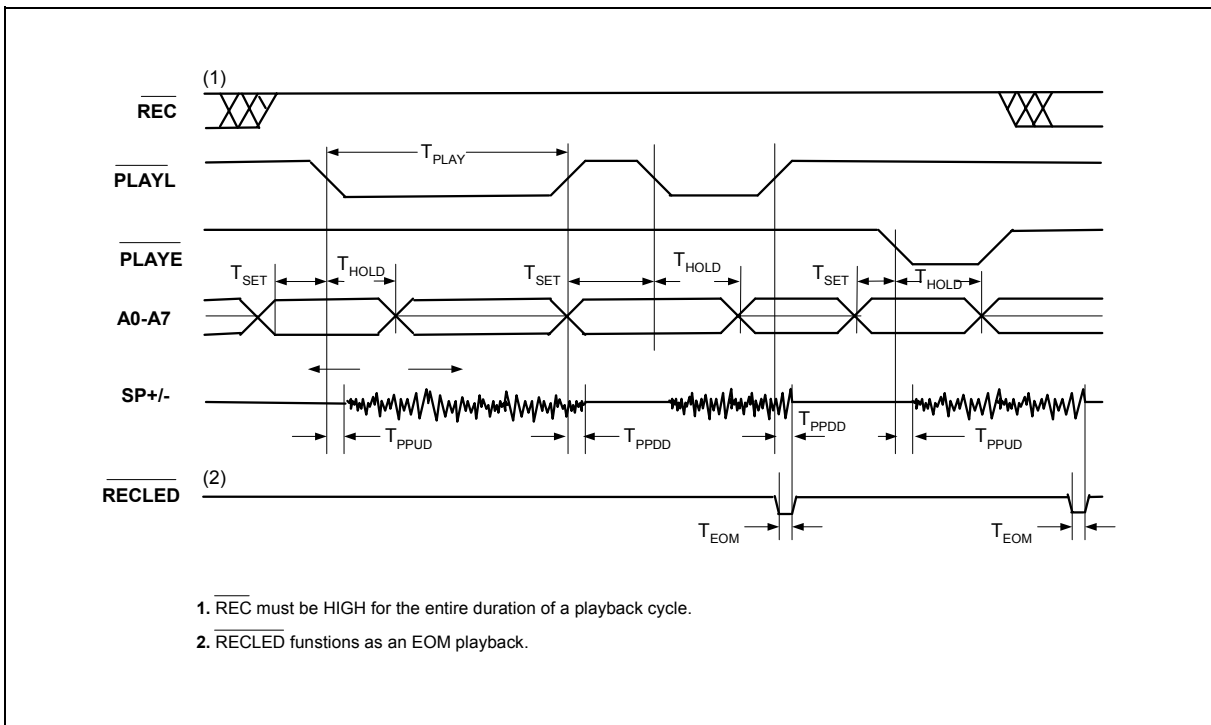 (1)
REC
T_PLAY
PLAYL
PLAYE
T_SET T_HOLD T_SET T_HOLD T_SET T_HOLD
A0-A7
SP+/-
T_PPUD T_PPDD T_PPDD T_PPUD
(2)
RECLED
T_EOM T_EOM
1. REC must be HIGH for the entire duration of a playback cycle.
2. RECLED funstions as an EOM playback.